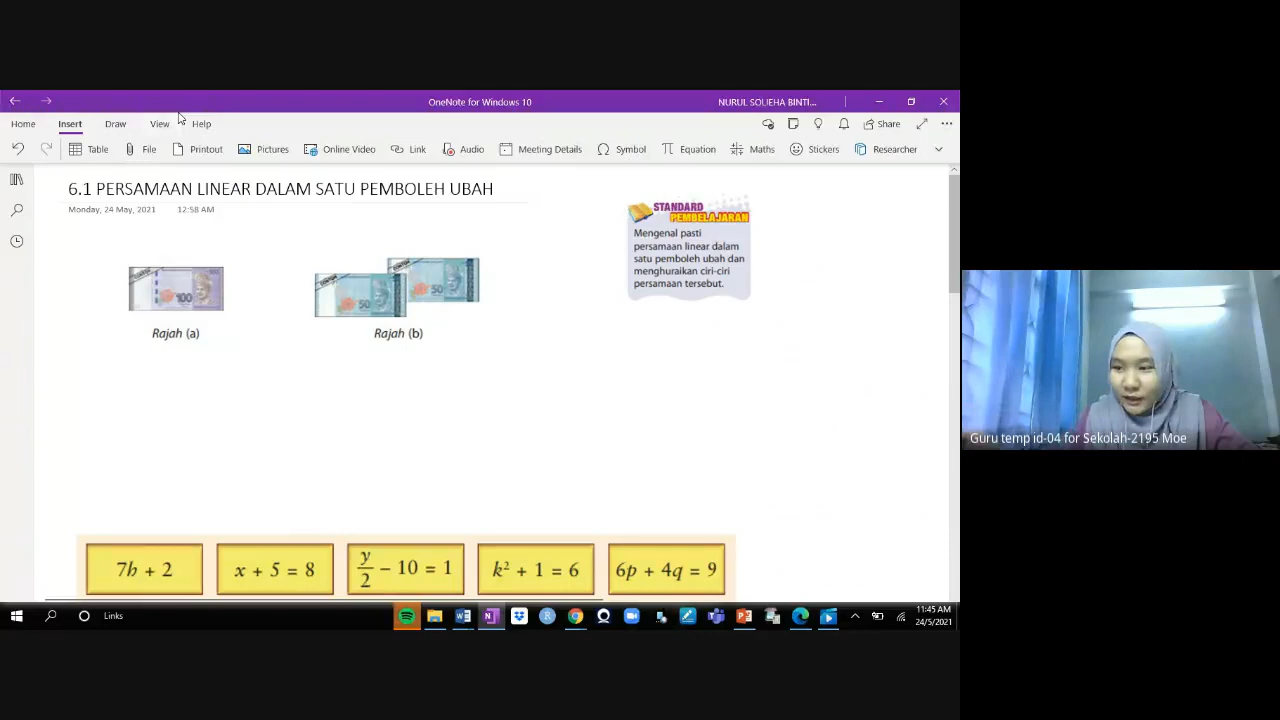 OneNote for Windows 10
NURUL SOLIEHA BINTI...
Home
Insert
Draw
View
Help
Share
Table
File
Printout
Pictures
Online Video
Link
Audio
Meeting Details
Symbol
Equation
Maths
Stickers
Researcher
6.1 PERSAMAAN LINEAR DALAM SATU PEMBOLEH UBAH
Monday, 24 May, 2021 12:58 AM
STANDARD
PEMBELAJARAN
Mengenal pasti
persamaan linear dalam
satu pemboleh ubah dan
menghuraikan ciri-ciri
persamaan tersebut.
100
50
50
Rajah (a)
Rajah (b)
7h + 2
x + 5 = 8
y/2 − 10 = 1
k² + 1 = 6
6p + 4q = 9
Guru temp id-04 for Sekolah-2195 Moe
Links
11:45 AM
24/5/2021